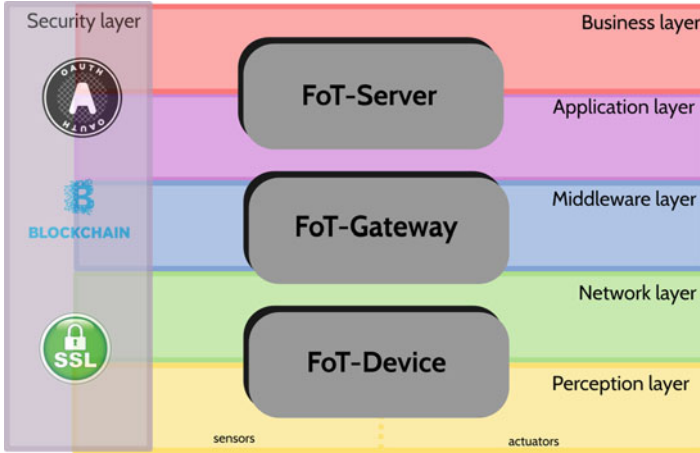 Security layer
Business layer
OAUTH
A
OAUTH
FoT-Server
Application layer
BLOCKCHAIN
FoT-Gateway
Middleware layer
Network layer
SSL
FoT-Device
Perception layer
sensors
actuators